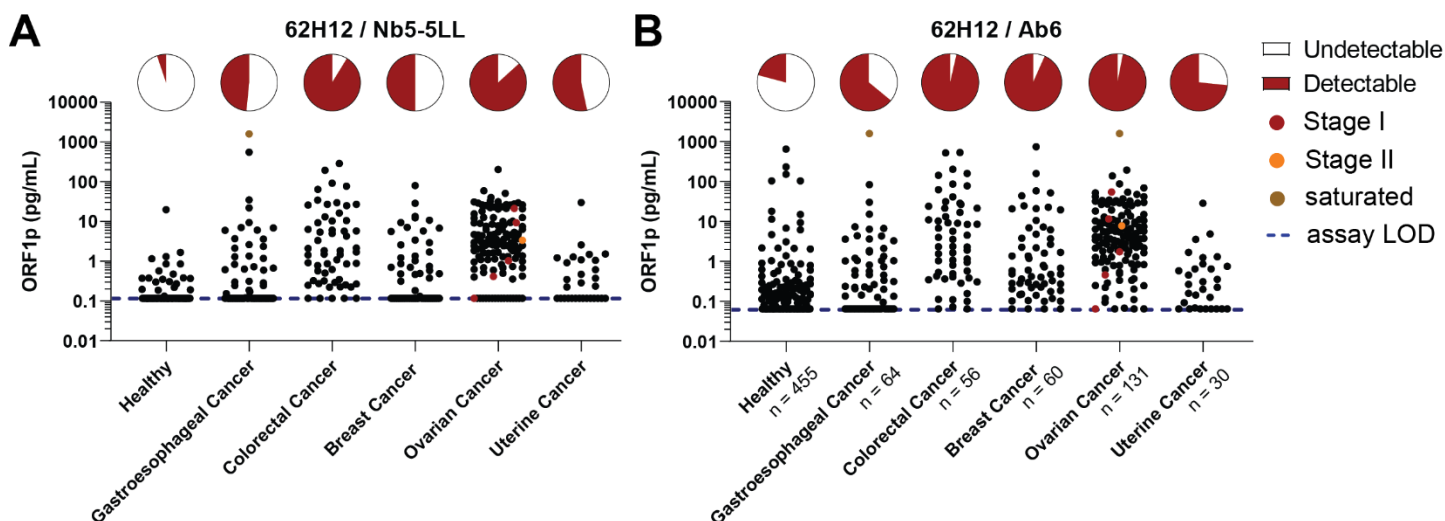 A
62H12 / Nb5-5LL
ORF1p (pg/mL)
10000
1000
100
10
1
0.1
0.01
Healthy
Gastroesophageal Cancer
Colorectal Cancer
Breast Cancer
Ovarian Cancer
Uterine Cancer
B
62H12 / Ab6
ORF1p (pg/mL)
10000
1000
100
10
1
0.1
0.01
Healthy
n = 455
Gastroesophageal Cancer
n = 64
Colorectal Cancer
n = 56
Breast Cancer
n = 60
Ovarian Cancer
n = 131
Uterine Cancer
n = 30
Undetectable
Detectable
Stage I
Stage II
saturated
assay LOD